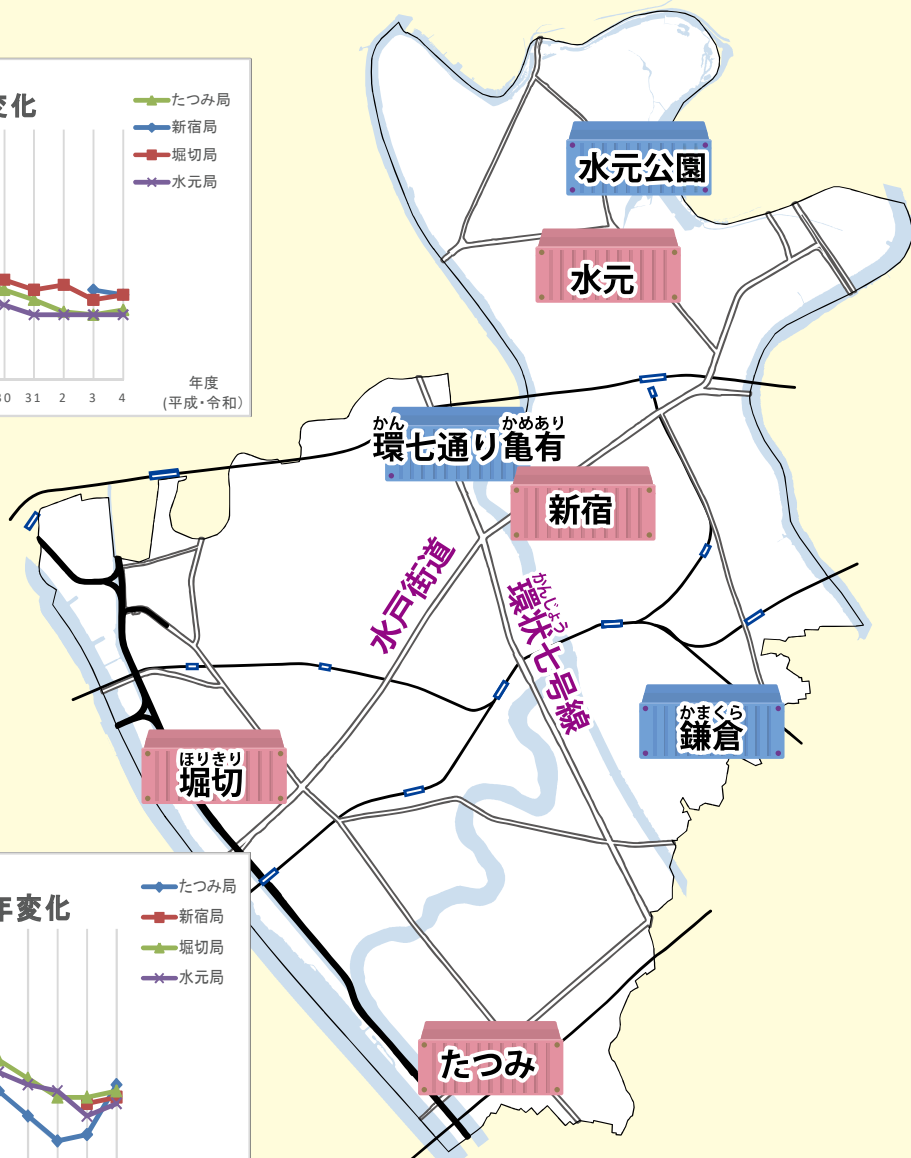 変化
たつみ局
新宿局
堀切局
水元局
31
2
3
4
年度
(平成・令和)
水元公園
水元
かん
かめあり
環七通り亀有
新宿
水戸街道
かんじょう
環状七号線
かまくら
鎌倉
ほりきり
堀切
年変化
たつみ局
新宿局
堀切局
水元局
たつみ